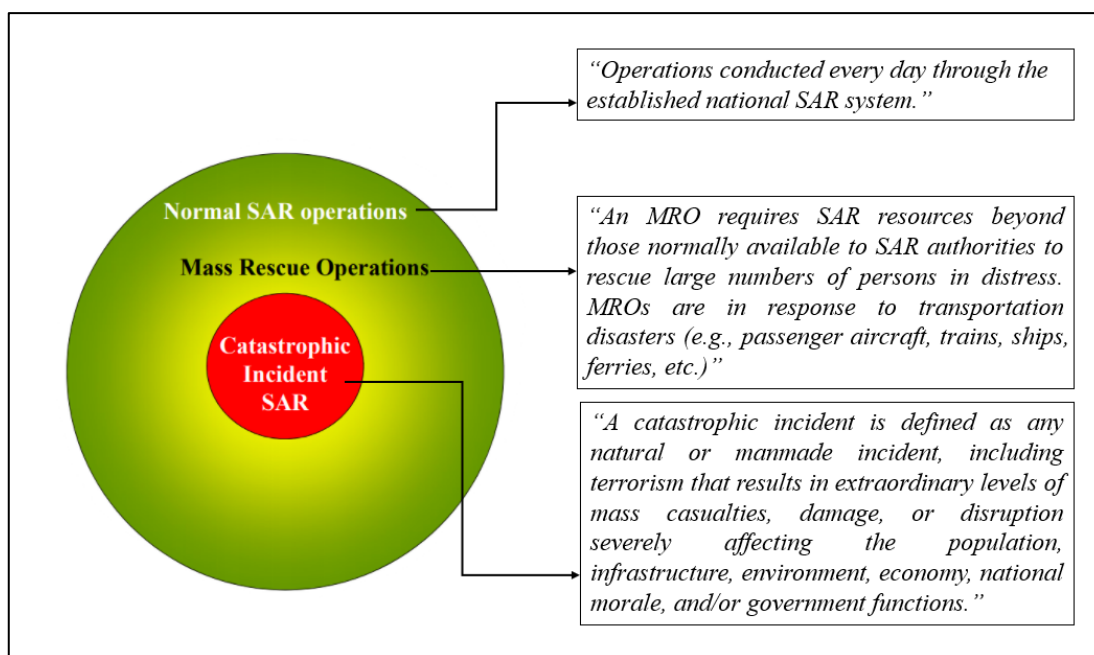 “Operations conducted every day through the
established national SAR system.”
Normal SAR operations
“An MRO requires SAR resources beyond
those normally available to SAR authorities to
rescue large numbers of persons in distress.
MROs are in response to transportation
disasters (e.g., passenger aircraft, trains, ships,
ferries, etc.)”
Mass Rescue Operations
Catastrophic
Incident
SAR
“A catastrophic incident is defined as any
natural or manmade incident, including
terrorism that results in extraordinary levels of
mass casualties, damage, or disruption
severely affecting the population,
infrastructure, environment, economy, national
morale, and/or government functions.”